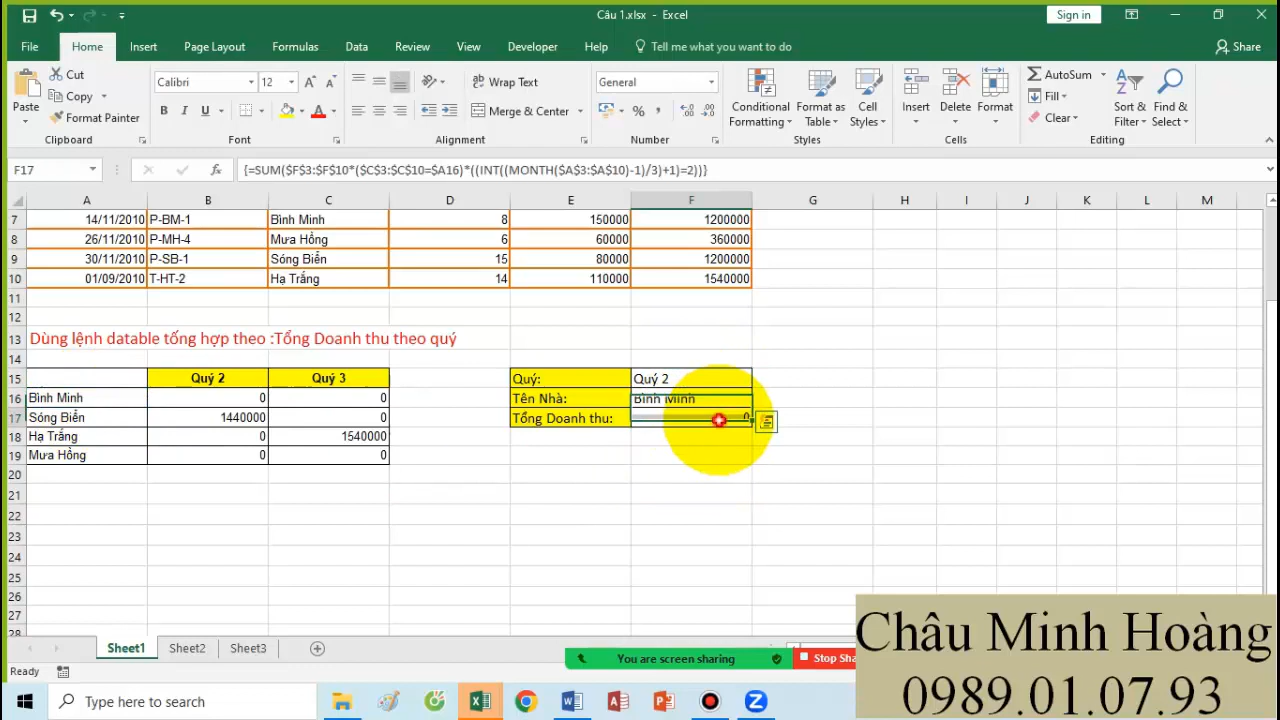 Câu 1.xlsx - Excel
Sign in
File Home Insert Page Layout Formulas Data Review View Developer Help Tell me what you want to do Share
Paste Cut Copy Format Painter Clipboard
Calibri 12 B I U Font
Wrap Text Merge & Center Alignment
General % , Number
Conditional Formatting Format as Table Cell Styles Styles
Insert Delete Format Cells
AutoSum Fill Clear Sort & Filter Find & Select Editing
F17 fx {=SUM($F$3:$F$10*($C$3:$C$10=$A16)*((INT((MONTH($A$3:$A$10)-1)/3)+1)=2))}
A B C D E F G H I J K L M
7 14/11/2010 P-BM-1 Bình Minh 8 150000 1200000
8 26/11/2010 P-MH-4 Mưa Hồng 6 60000 360000
9 30/11/2010 P-SB-1 Sóng Biển 15 80000 1200000
10 01/09/2010 T-HT-2 Hạ Trắng 14 110000 1540000
11
12
13 Dùng lệnh datable tổng hợp theo :Tổng Doanh thu theo quý
14
15 Quý 2 Quý 3 Quý: Quý 2
16 Bình Minh 0 0 Tên Nhà: Bình Minh
17 Sóng Biển 1440000 0 Tổng Doanh thu: 0
18 Hạ Trắng 0 1540000
19 Mưa Hồng 0 0
20
21
22
23
24
25
26
27
28
Sheet1 Sheet2 Sheet3
Ready
You are screen sharing Stop Sha
Type here to search
Châu Minh Hoàng
0989.01.07.93